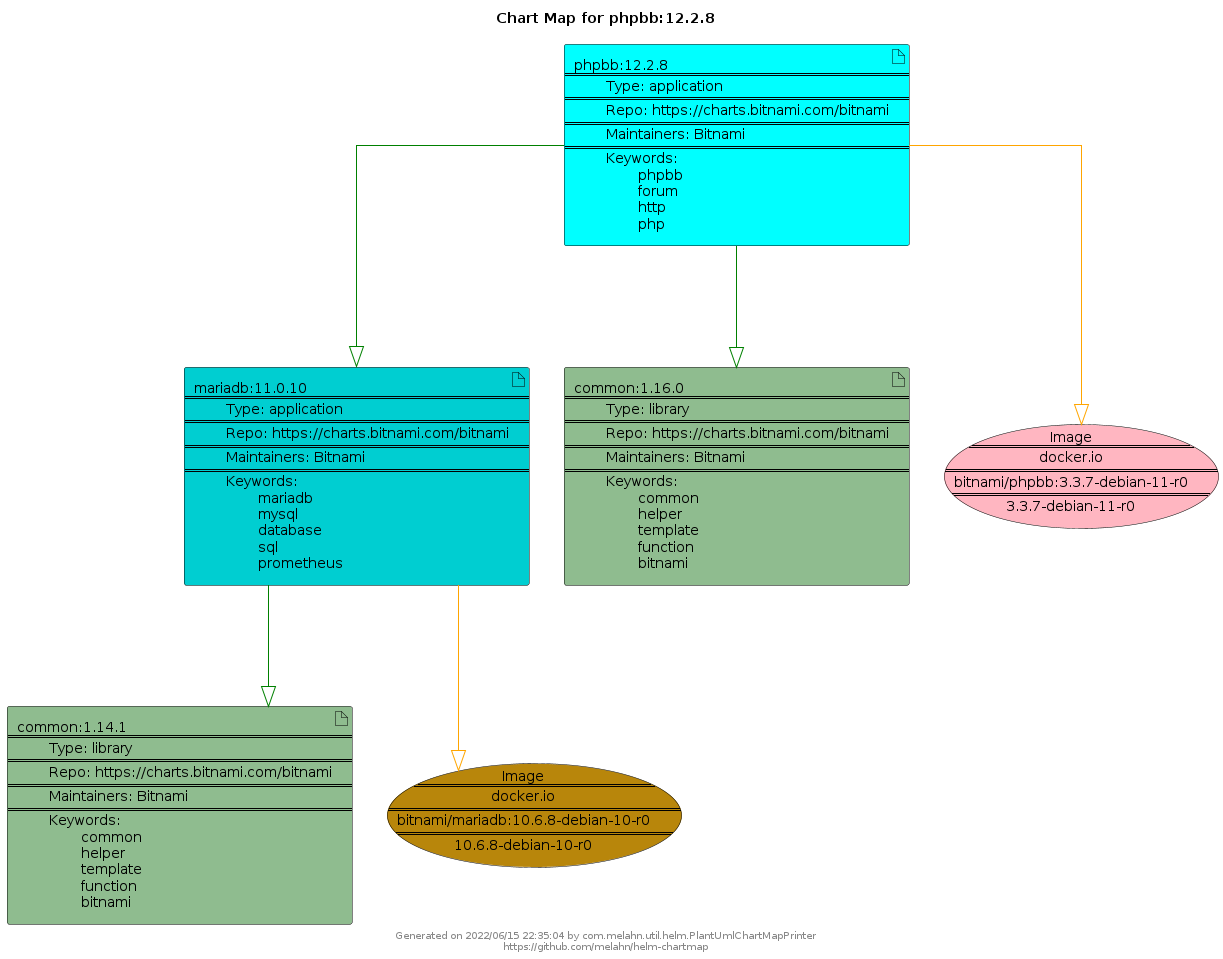 Chart Map for phpbb:12.2.8
phpbb:12.2.8
Type: application
Repo: https://charts.bitnami.com/bitnami
Maintainers: Bitnami
Keywords:
phpbb
forum
http
php
mariadb:11.0.10
Type: application
Repo: https://charts.bitnami.com/bitnami
Maintainers: Bitnami
Keywords:
mariadb
mysql
database
sql
prometheus
common:1.16.0
Type: library
Repo: https://charts.bitnami.com/bitnami
Maintainers: Bitnami
Keywords:
common
helper
template
function
bitnami
Image
docker.io
bitnami/phpbb:3.3.7-debian-11-r0
3.3.7-debian-11-r0
common:1.14.1
Type: library
Repo: https://charts.bitnami.com/bitnami
Maintainers: Bitnami
Keywords:
common
helper
template
function
bitnami
Image
docker.io
bitnami/mariadb:10.6.8-debian-10-r0
10.6.8-debian-10-r0
Generated on 2022/06/15 22:35:04 by com.melahn.util.helm.PlantUmlChartMapPrinter
https://github.com/melahn/helm-chartmap